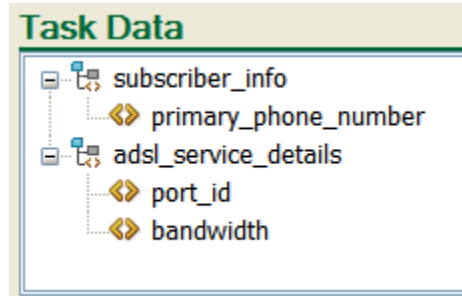 Task Data
subscriber_info
primary_phone_number
adsl_service_details
port_id
bandwidth